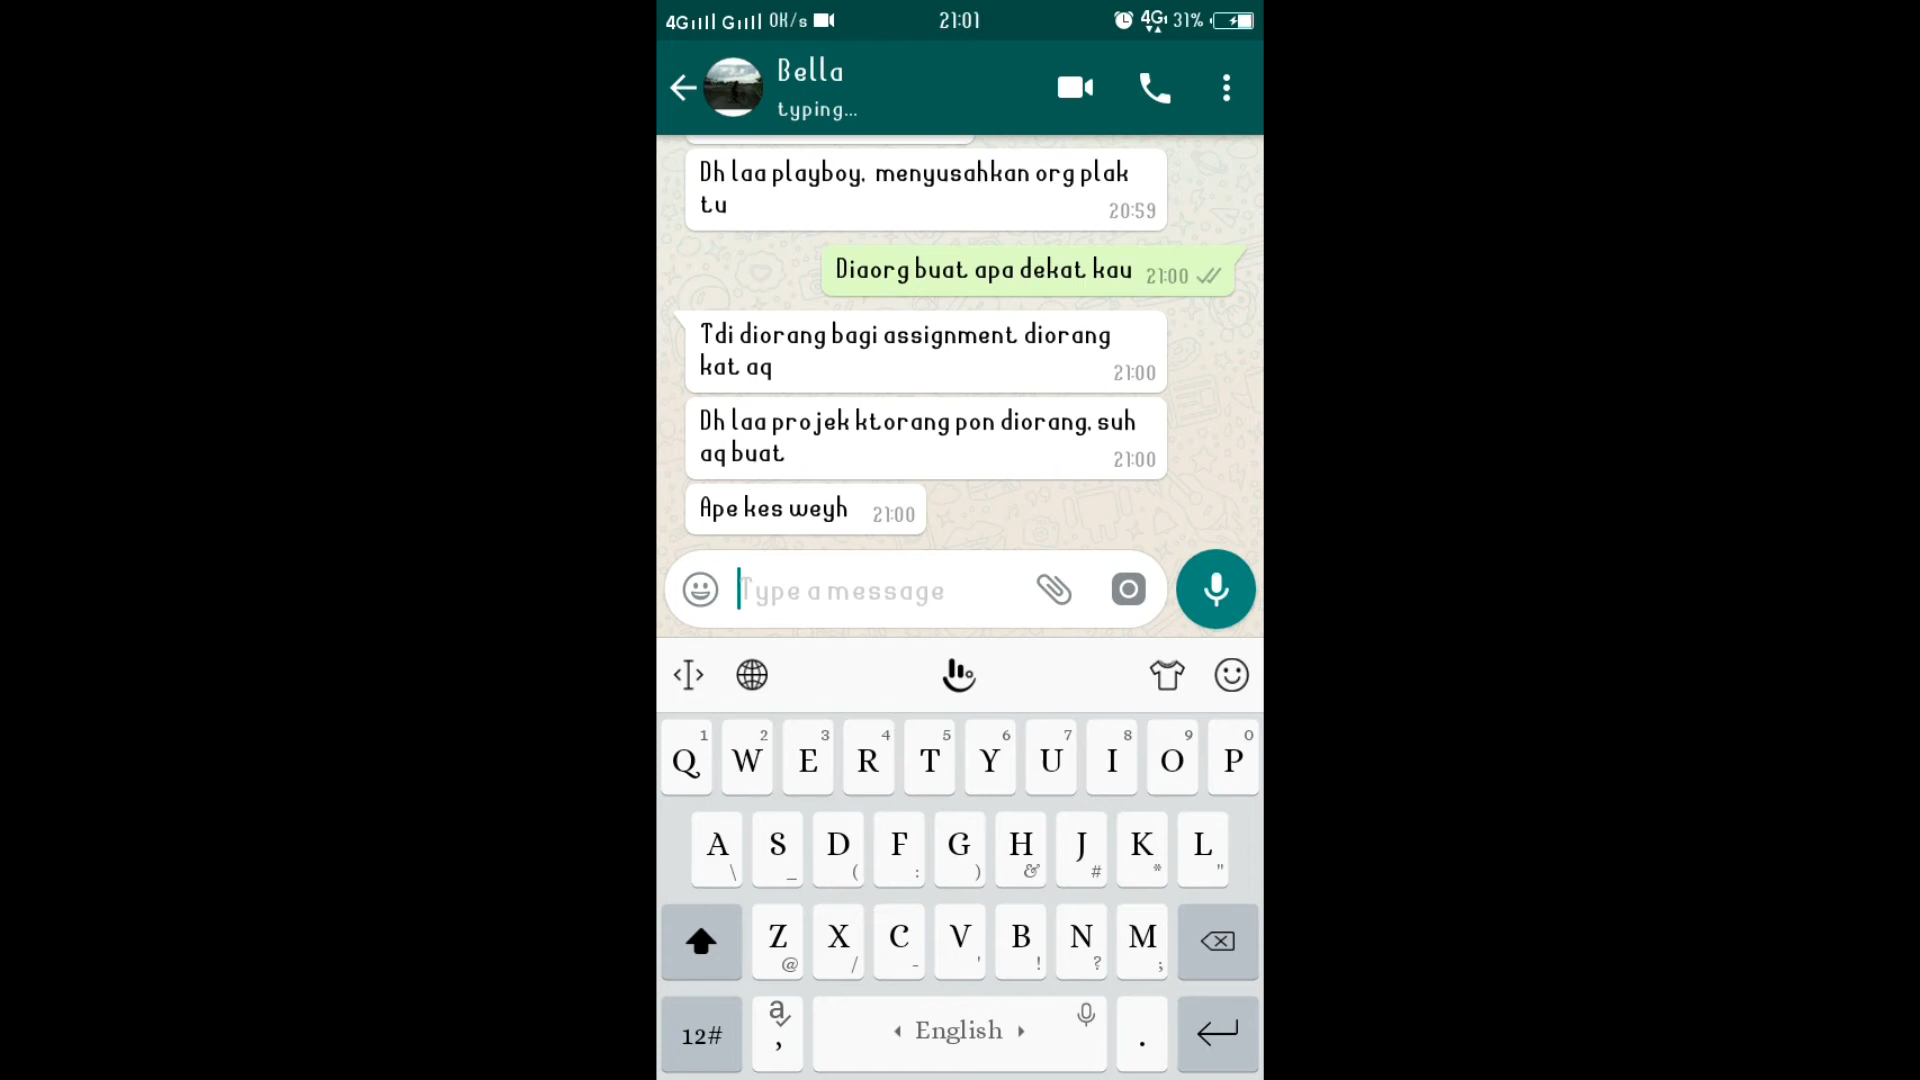 4G G 0K/s 21:01 4G 31%
Bella
typing...
Dh laa playboy, menyusahkan org plak
tu
20:59
Diaorg buat apa dekat kau 21:00
Tdi diorang bagi assignment diorang
kat aq
21:00
Dh laa projek ktorang pon diorang, suh
aq buat
21:00
Ape kes weyh 21:00
Type a message
1 2 3 4 5 6 7 8 9 0
Q W E R T Y U I O P
A S D F G H J K L
\ _ ( : ) & # * "
Z X C V B N M
@ / - ' ! ? ;
12# a , English .